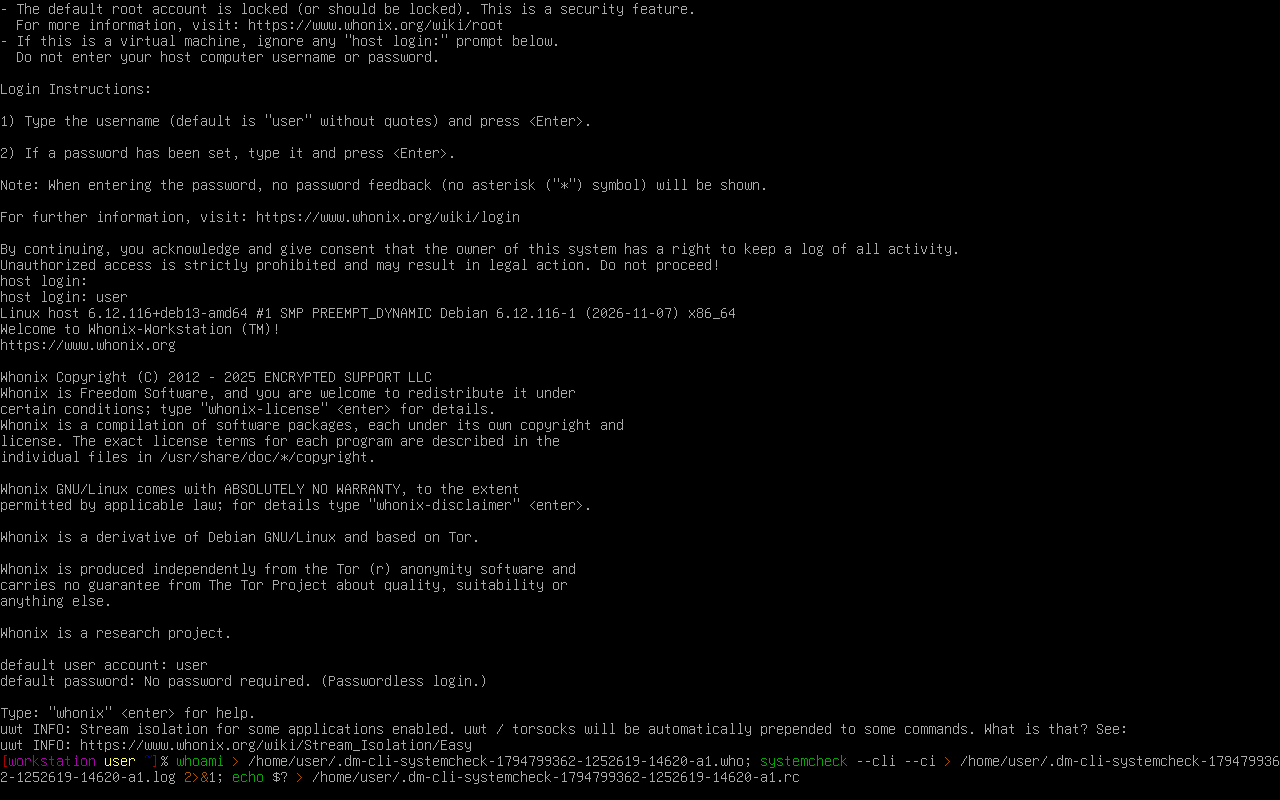 - The default root account is locked (or should be locked). This is a security feature.
  For more information, visit: https://www.whonix.org/wiki/root
- If this is a virtual machine, ignore any "host login:" prompt below.
  Do not enter your host computer username or password.
Login Instructions:
1) Type the username (default is "user" without quotes) and press <Enter>.
2) If a password has been set, type it and press <Enter>.
Note: When entering the password, no password feedback (no asterisk ("*") symbol) will be shown.
For further information, visit: https://www.whonix.org/wiki/login
By continuing, you acknowledge and give consent that the owner of this system has a right to keep a log of all activity.
Unauthorized access is strictly prohibited and may result in legal action. Do not proceed!
host login:
host login: user
Linux host 6.12.116+deb13-amd64 #1 SMP PREEMPT_DYNAMIC Debian 6.12.116-1 (2026-11-07) x86_64
Welcome to Whonix-Workstation (TM)!
https://www.whonix.org
Whonix Copyright (C) 2012 - 2025 ENCRYPTED SUPPORT LLC
Whonix is Freedom Software, and you are welcome to redistribute it under
certain conditions; type "whonix-license" <enter> for details.
Whonix is a compilation of software packages, each under its own copyright and
license. The exact license terms for each program are described in the
individual files in /usr/share/doc/*/copyright.
Whonix GNU/Linux comes with ABSOLUTELY NO WARRANTY, to the extent
permitted by applicable law; for details type "whonix-disclaimer" <enter>.
Whonix is a derivative of Debian GNU/Linux and based on Tor.
Whonix is produced independently from the Tor (r) anonymity software and
carries no guarantee from The Tor Project about quality, suitability or
anything else.
Whonix is a research project.
default user account: user
default password: No password required. (Passwordless login.)
Type: "whonix" <enter> for help.
uwt INFO: Stream isolation for some applications enabled. uwt / torsocks will be automatically prepended to some commands. What is that? See:
uwt INFO: https://www.whonix.org/wiki/Stream_Isolation/Easy
[workstation user ~]% whoami > /home/user/.dm-cli-systemcheck-1794799362-1252619-14620-a1.who; systemcheck --cli --ci > /home/user/.dm-cli-systemcheck-179479936
2-1252619-14620-a1.log 2>&1; echo $? > /home/user/.dm-cli-systemcheck-1794799362-1252619-14620-a1.rc